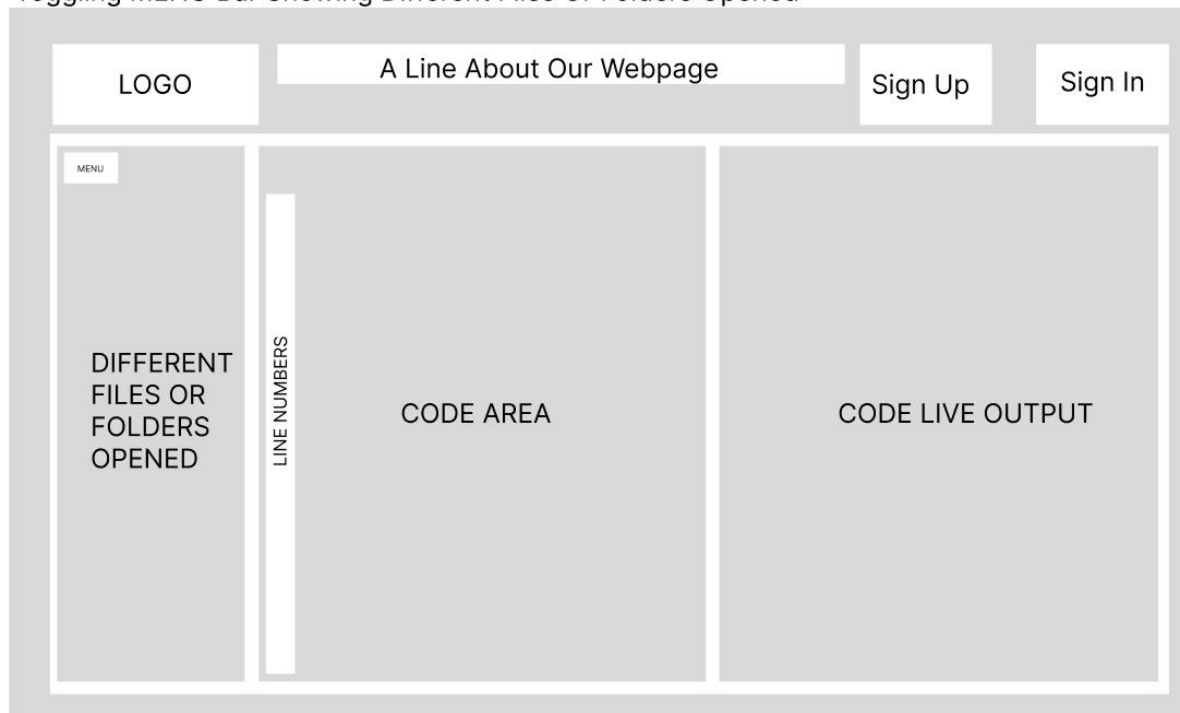 Toggling MENU Bar Showing Different Files Or Folders Opened
LOGO
A Line About Our Webpage
Sign Up
Sign In
MENU
DIFFERENT
FILES OR
FOLDERS
OPENED
LINE NUMBERS
CODE AREA
CODE LIVE OUTPUT